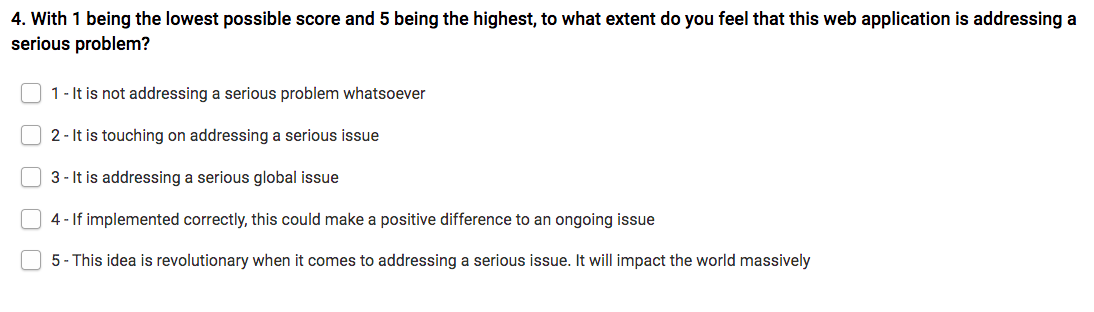 4. With 1 being the lowest possible score and 5 being the highest, to what extent do you feel that this web application is addressing a
serious problem?
1 - It is not addressing a serious problem whatsoever
2 - It is touching on addressing a serious issue
3 - It is addressing a serious global issue
4 - If implemented correctly, this could make a positive difference to an ongoing issue
5 - This idea is revolutionary when it comes to addressing a serious issue. It will impact the world massively